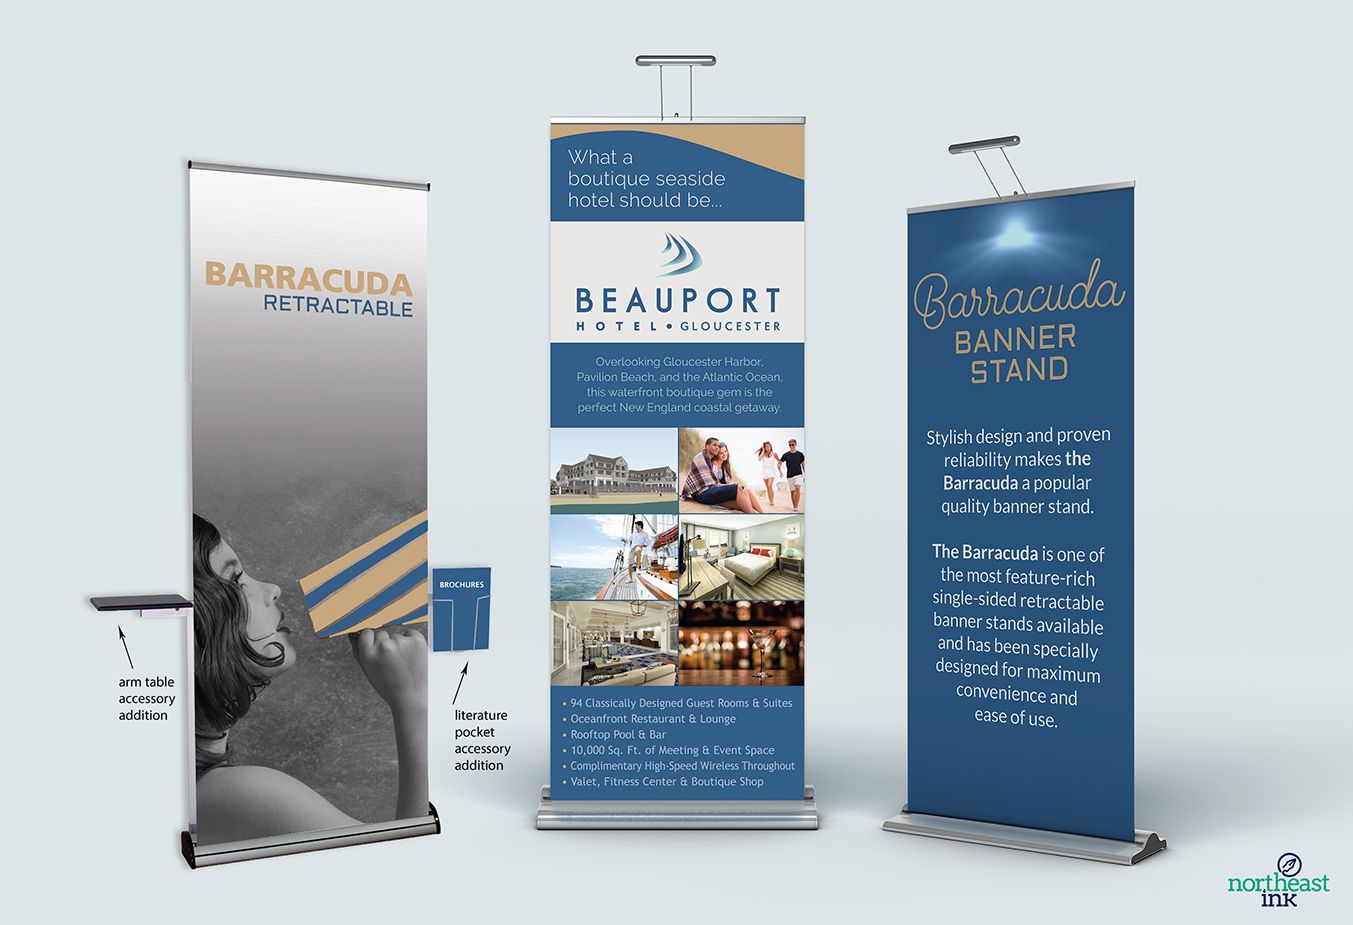 BARRACUDA
RETRACTABLE
BROCHURES
arm table
accessory
addition
literature
pocket
accessory
addition
What a
boutique seaside
hotel should be...
BEAUPORT
HOTEL • GLOUCESTER
Overlooking Gloucester Harbor,
Pavilion Beach, and the Atlantic Ocean,
this waterfront boutique gem is the
perfect New England coastal getaway.
• 94 Classically Designed Guest Rooms & Suites
• Oceanfront Restaurant & Lounge
• Rooftop Pool & Bar
• 10,000 Sq. Ft. of Meeting & Event Space
• Complimentary High-Speed Wireless Throughout
• Valet, Fitness Center & Boutique Shop
Barracuda
BANNER
STAND
Stylish design and proven
reliability makes the
Barracuda a popular
quality banner stand.
The Barracuda is one of
the most feature-rich
single-sided retractable
banner stands available
and has been specially
designed for maximum
convenience and
ease of use.
northeast
ink